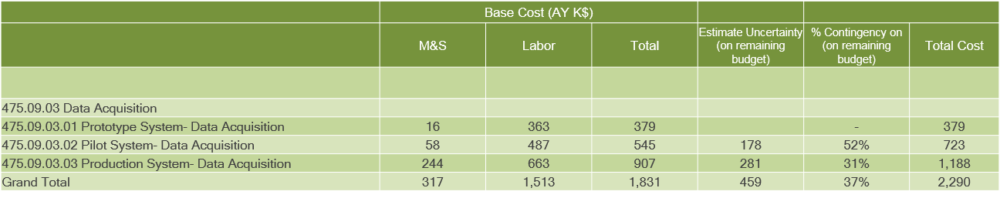 Base Cost (AY K$)
M&S Labor Total Estimate Uncertainty (on remaining budget) % Contingency on (on remaining budget) Total Cost
475.09.03 Data Acquisition
475.09.03.01 Prototype System- Data Acquisition 16 363 379 - 379
475.09.03.02 Pilot System- Data Acquisition 58 487 545 178 52% 723
475.09.03.03 Production System- Data Acquisition 244 663 907 281 31% 1,188
Grand Total 317 1,513 1,831 459 37% 2,290